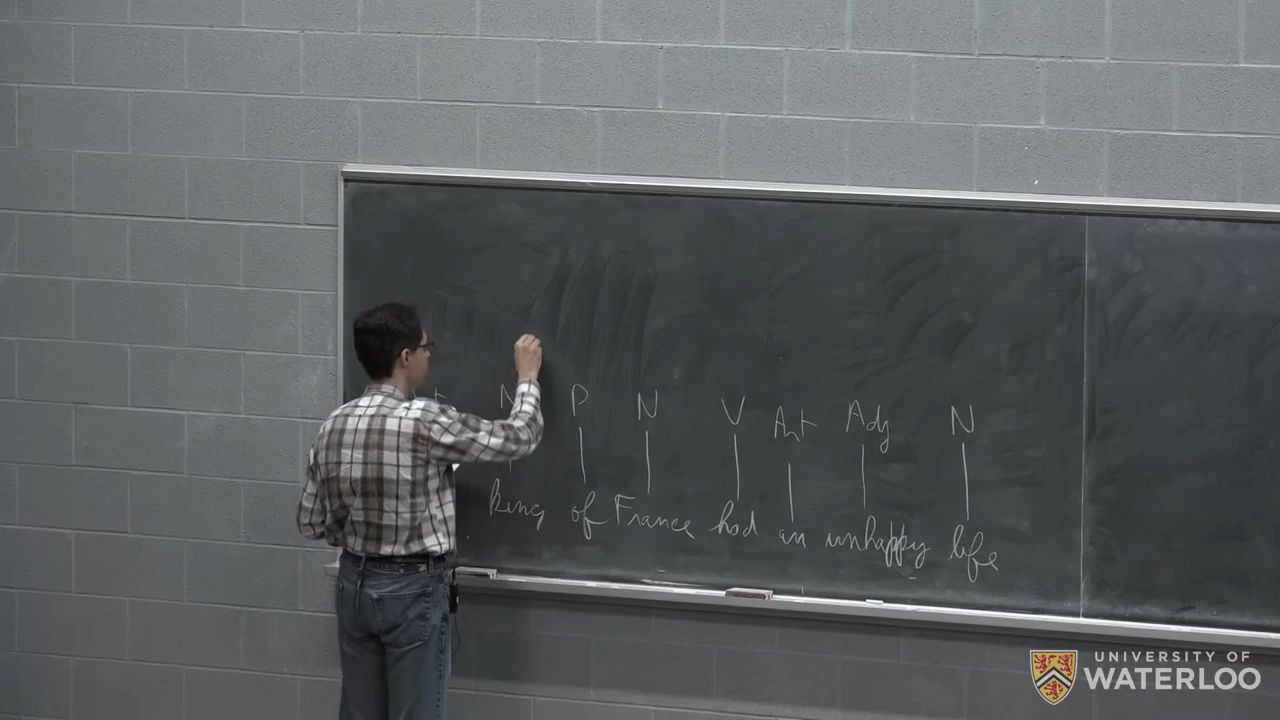 N P N V Art Adj N
king of France had an unhappy life
UNIVERSITY OF
WATERLOO